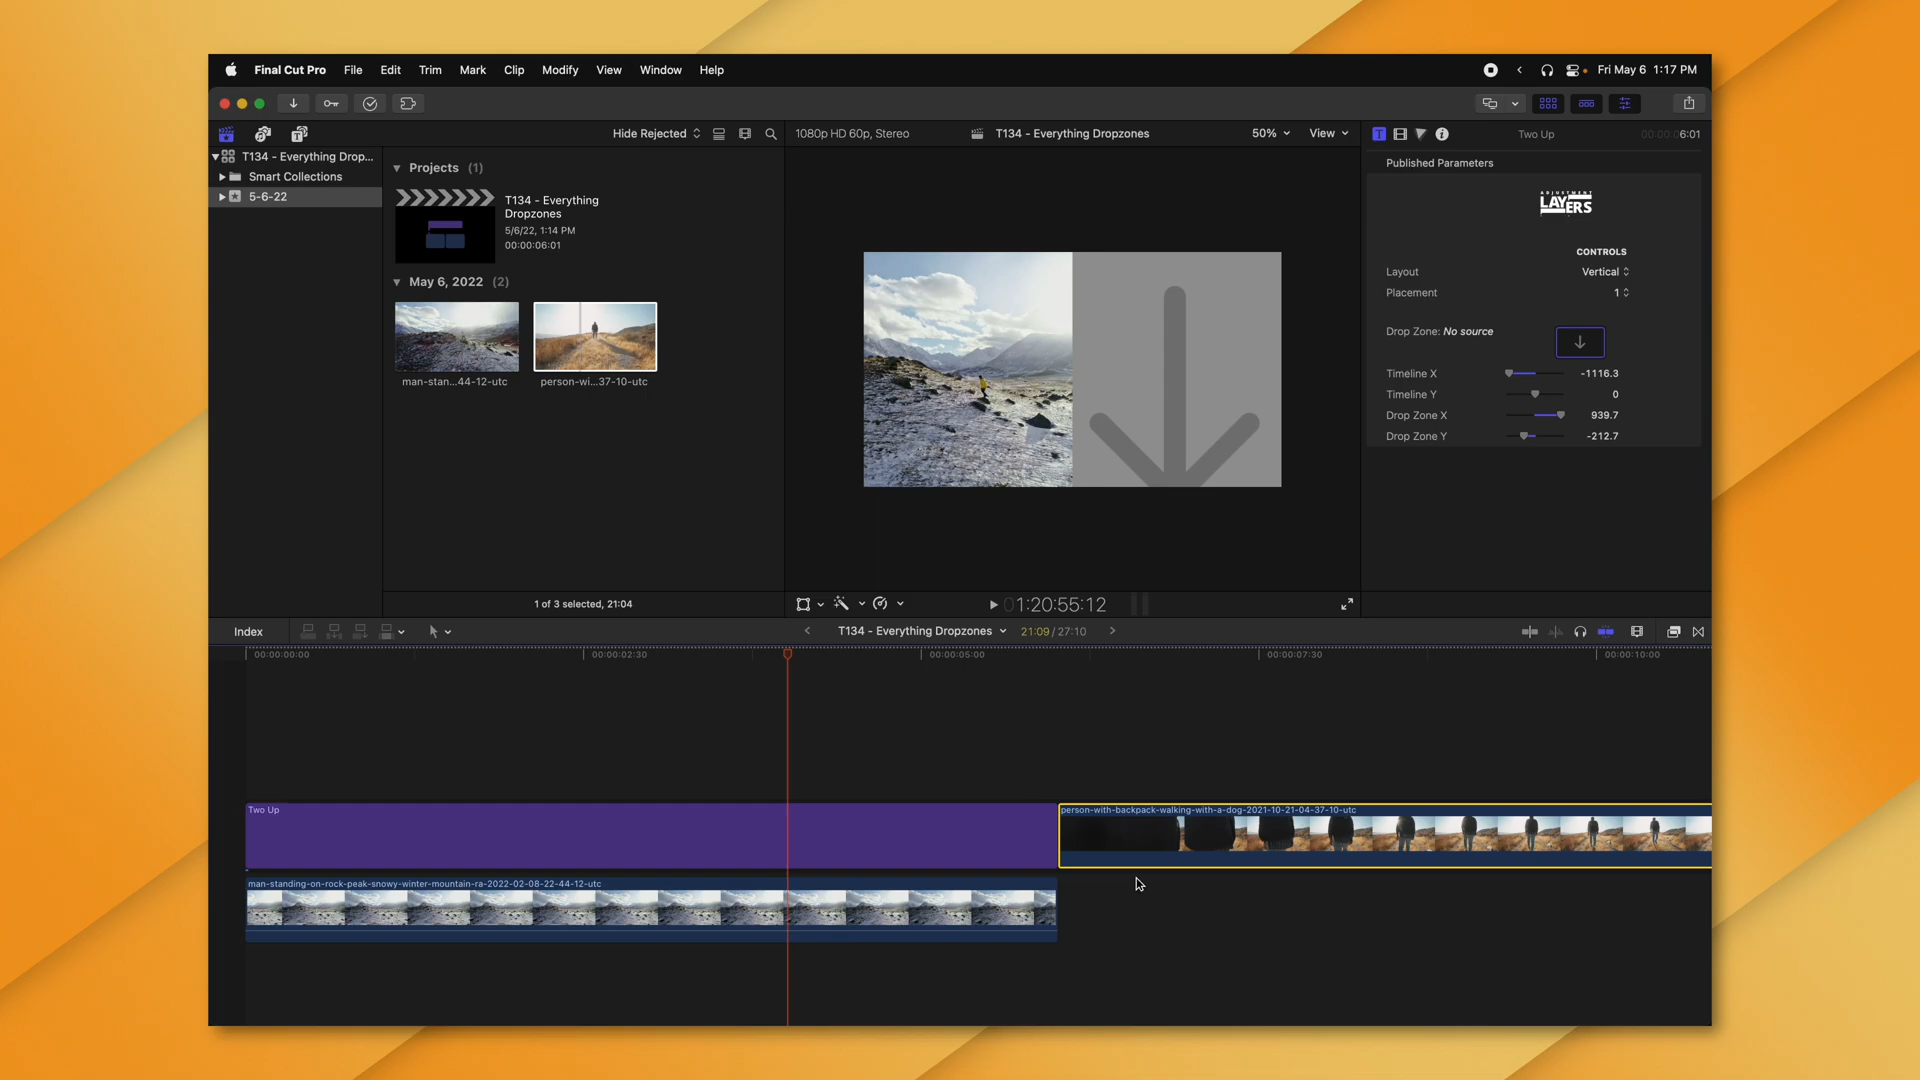 Final Cut Pro File Edit Trim Mark Clip Modify View Window Help
Fri May 6 1:17 PM
Hide Rejected
1080p HD 60p, Stereo
T134 - Everything Dropzones
50%
View
Two Up
00:00:06:01
T134 - Everything Drop...
Smart Collections
5-6-22
Projects (1)
T134 - Everything
Dropzones
5/6/22, 1:14 PM
00:00:06:01
May 6, 2022 (2)
man-stan...44-12-utc
person-wi...37-10-utc
1 of 3 selected, 21:04
Published Parameters
ADJUSTMENT
LAYERS
CONTROLS
Layout Vertical
Placement 1
Drop Zone: No source
Timeline X -1116.3
Timeline Y 0
Drop Zone X 939.7
Drop Zone Y -212.7
01:20:55:12
Index
T134 - Everything Dropzones
21:09 / 27:10
00:00:00:00
00:00:02:30
00:00:05:00
00:00:07:30
00:00:10:00
Two Up
person-with-backpack-walking-with-a-dog-2021-10-21-04-37-10-utc
man-standing-on-rock-peak-snowy-winter-mountain-ra-2022-02-08-22-44-12-utc